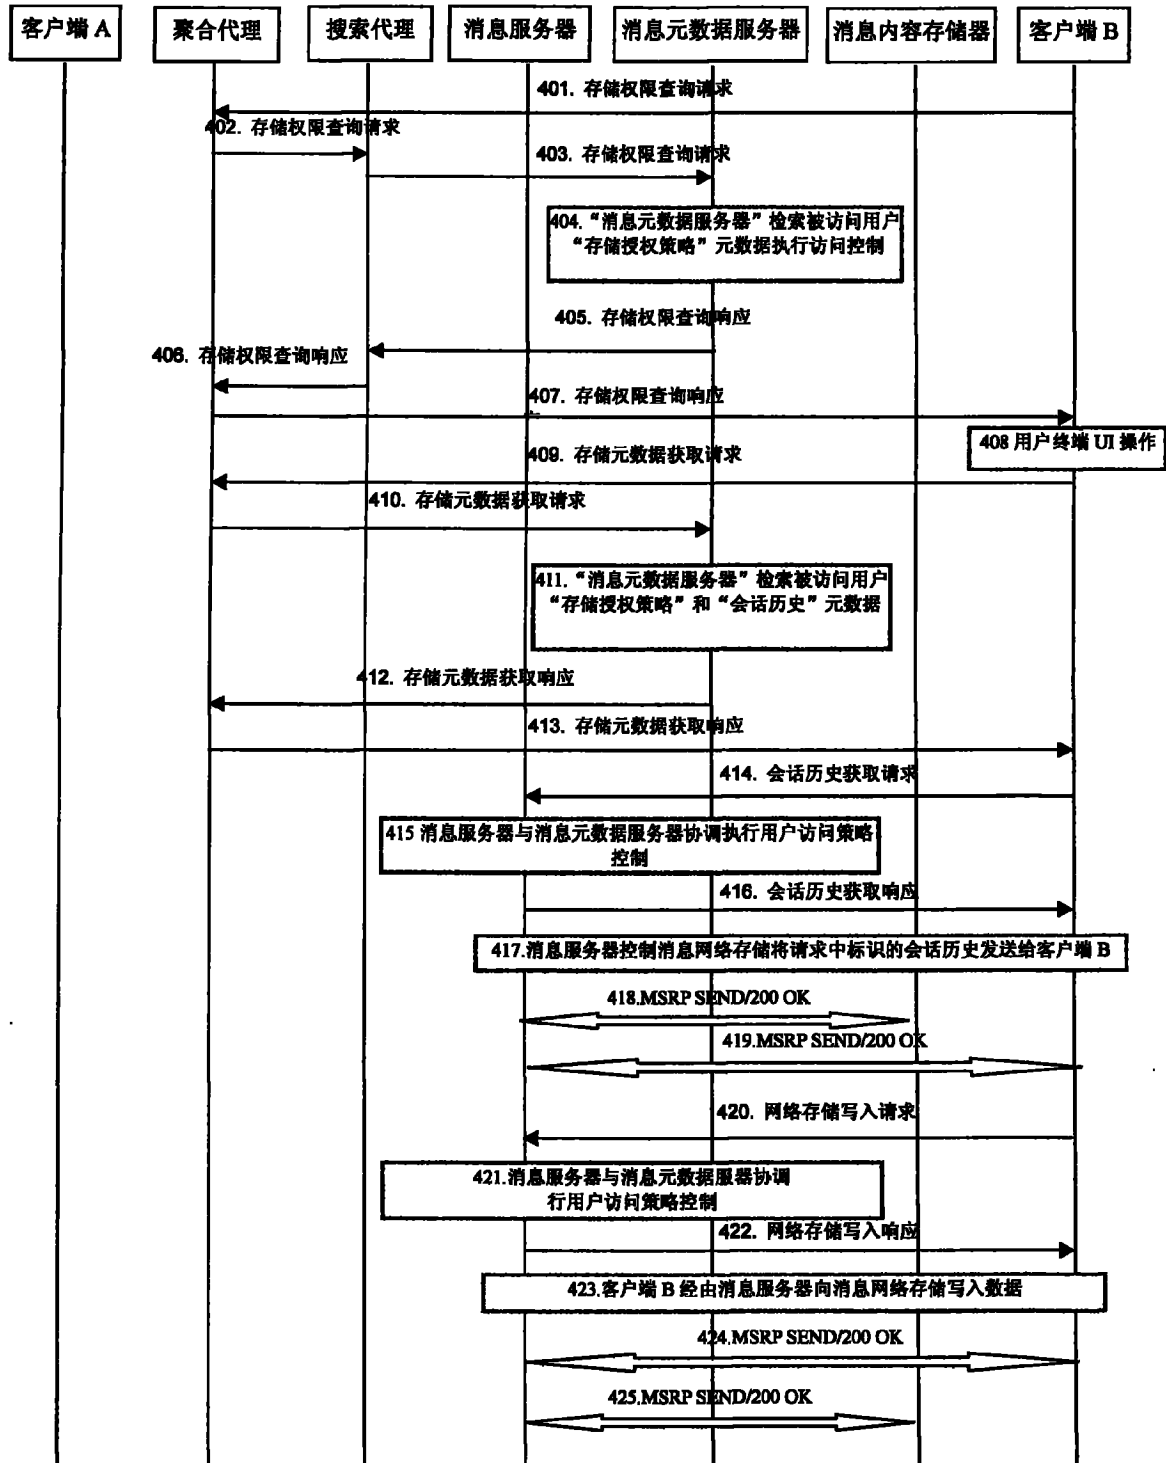 客户端 A
聚合代理
搜索代理
消息服务器
消息元数据服务器
消息内容存储器
客户端 B
401. 存储权限查询请求
402. 存储权限查询请求
403. 存储权限查询请求
404.“消息元数据服务器”检索被访问用户
“存储授权策略”元数据执行访问控制
405. 存储权限查询响应
406. 存储权限查询响应
407. 存储权限查询响应
408 用户终端 UI 操作
409. 存储元数据获取请求
410. 存储元数据获取请求
411.“消息元数据服务器”检索被访问用户
“存储授权策略”和“会话历史”元数据
412. 存储元数据获取响应
413. 存储元数据获取响应
414. 会话历史获取请求
415 消息服务器与消息元数据服务器协调执行用户访问策略
控制
416. 会话历史获取响应
417.消息服务器控制消息网络存储将请求中标识的会话历史发送给客户端 B
418.MSRP SEND/200 OK
419.MSRP SEND/200 OK
420. 网络存储写入请求
421.消息服务器与消息元数据服器协调
行用户访问策略控制
422. 网络存储写入响应
423.客户端 B 经由消息服务器向消息网络存储写入数据
424.MSRP SEND/200 OK
425.MSRP SEND/200 OK